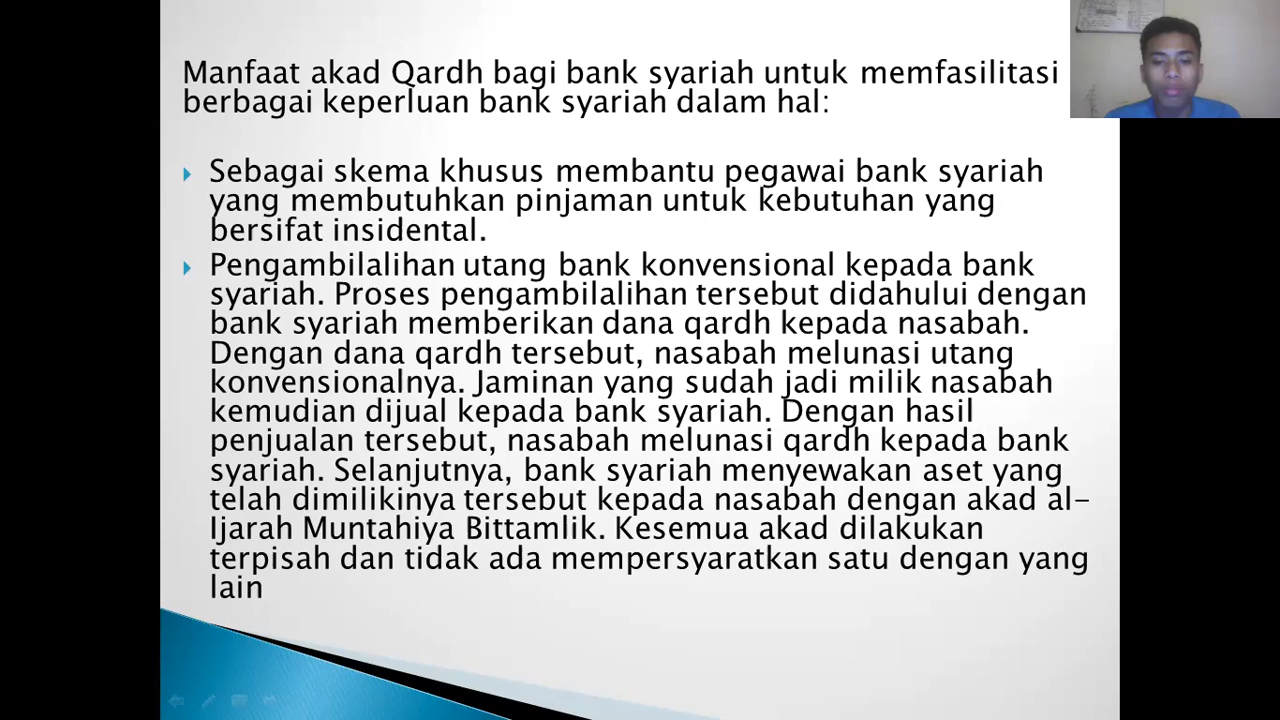 Manfaat akad Qardh bagi bank syariah untuk memfasilitasi
berbagai keperluan bank syariah dalam hal:
Sebagai skema khusus membantu pegawai bank syariah
yang membutuhkan pinjaman untuk kebutuhan yang
bersifat insidental.
Pengambilalihan utang bank konvensional kepada bank
syariah. Proses pengambilalihan tersebut didahului dengan
bank syariah memberikan dana qardh kepada nasabah.
Dengan dana qardh tersebut, nasabah melunasi utang
konvensionalnya. Jaminan yang sudah jadi milik nasabah
kemudian dijual kepada bank syariah. Dengan hasil
penjualan tersebut, nasabah melunasi qardh kepada bank
syariah. Selanjutnya, bank syariah menyewakan aset yang
telah dimilikinya tersebut kepada nasabah dengan akad al-
Ijarah Muntahiya Bittamlik. Kesemua akad dilakukan
terpisah dan tidak ada mempersyaratkan satu dengan yang
lain